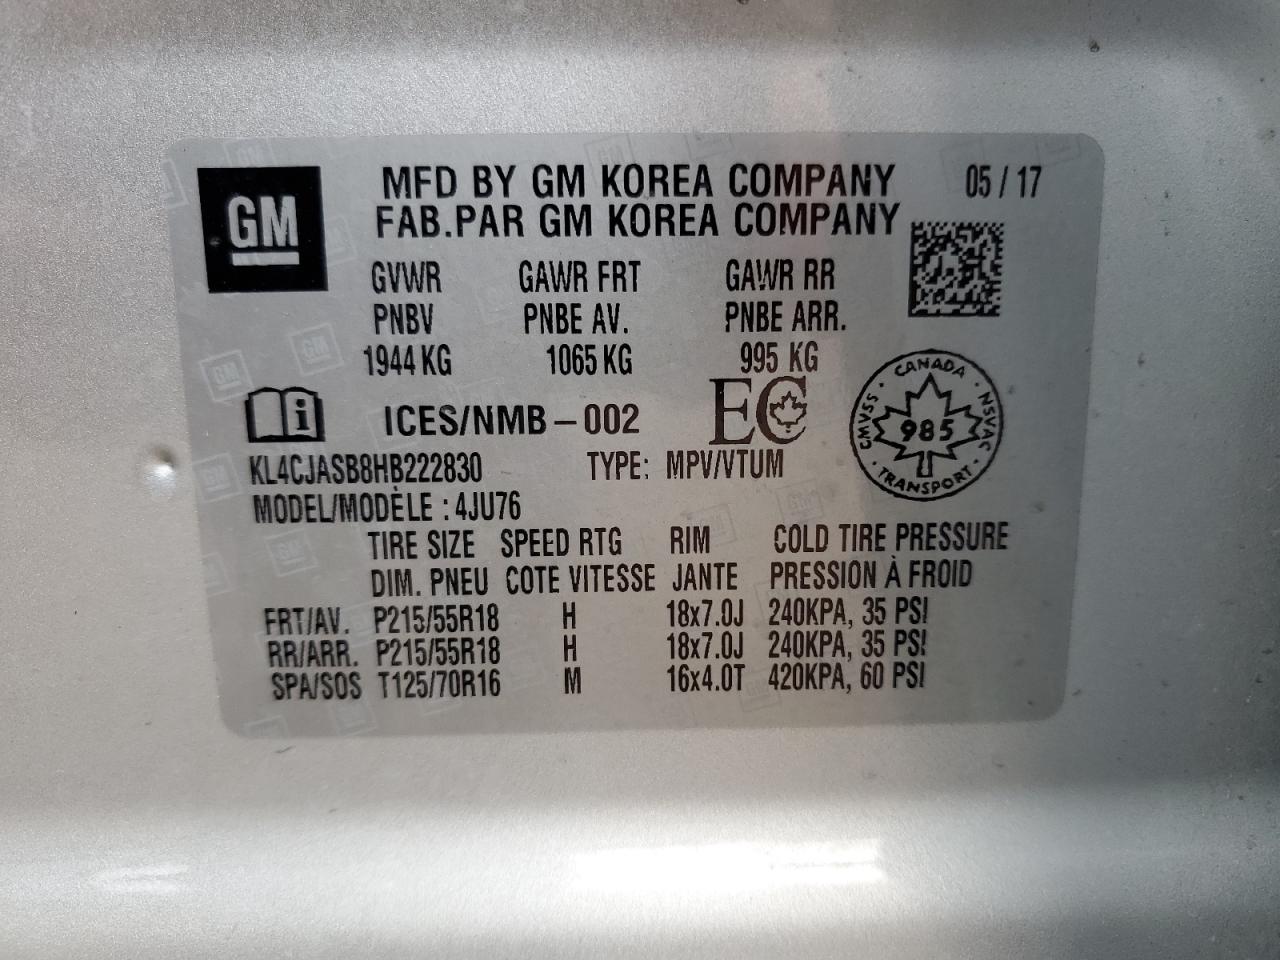 GM
MFD BY GM KOREA COMPANY 05 / 17
FAB.PAR GM KOREA COMPANY
GVWR GAWR FRT GAWR RR
PNBV PNBE AV. PNBE ARR.
1944 KG 1065 KG 995 KG
ICES/NMB-002 EC
CANADA
CMVSS 985 NSVAC
TRANSPORT
KL4CJASB8HB222830 TYPE: MPV/VTUM
MODEL/MODÈLE : 4JU76
TIRE SIZE SPEED RTG RIM COLD TIRE PRESSURE
DIM. PNEU COTE VITESSE JANTE PRESSION À FROID
FRT/AV. P215/55R18 H 18x7.0J 240KPA, 35 PSI
RR/ARR. P215/55R18 H 18x7.0J 240KPA, 35 PSI
SPA/SOS T125/70R16 M 16x4.0T 420KPA, 60 PSI